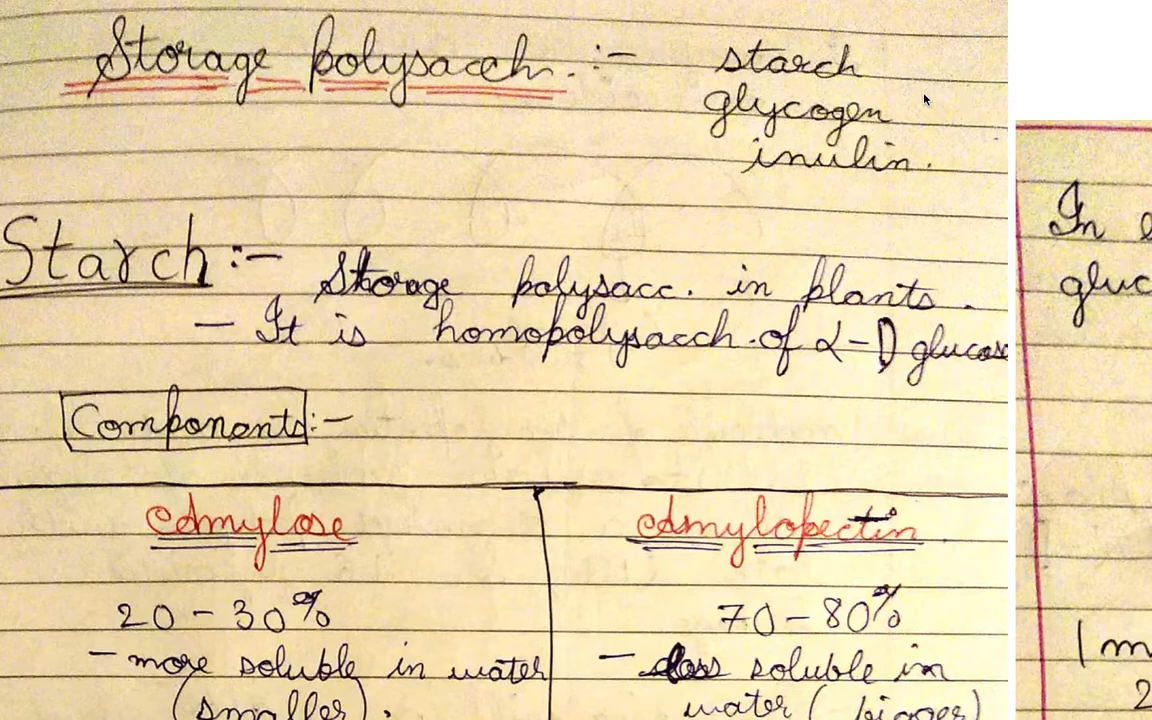 Storage polysacch. :- starch
glycogen
inulin.
Starch :- Storage polysacc. in plants.
- It is homopolysacch. of α-D glucose
Components :-
Amylose Amylopectin
20-30% 70-80%
- more soluble in water - less soluble in
(smaller). water (bigger)
In
gluc
1 m
2